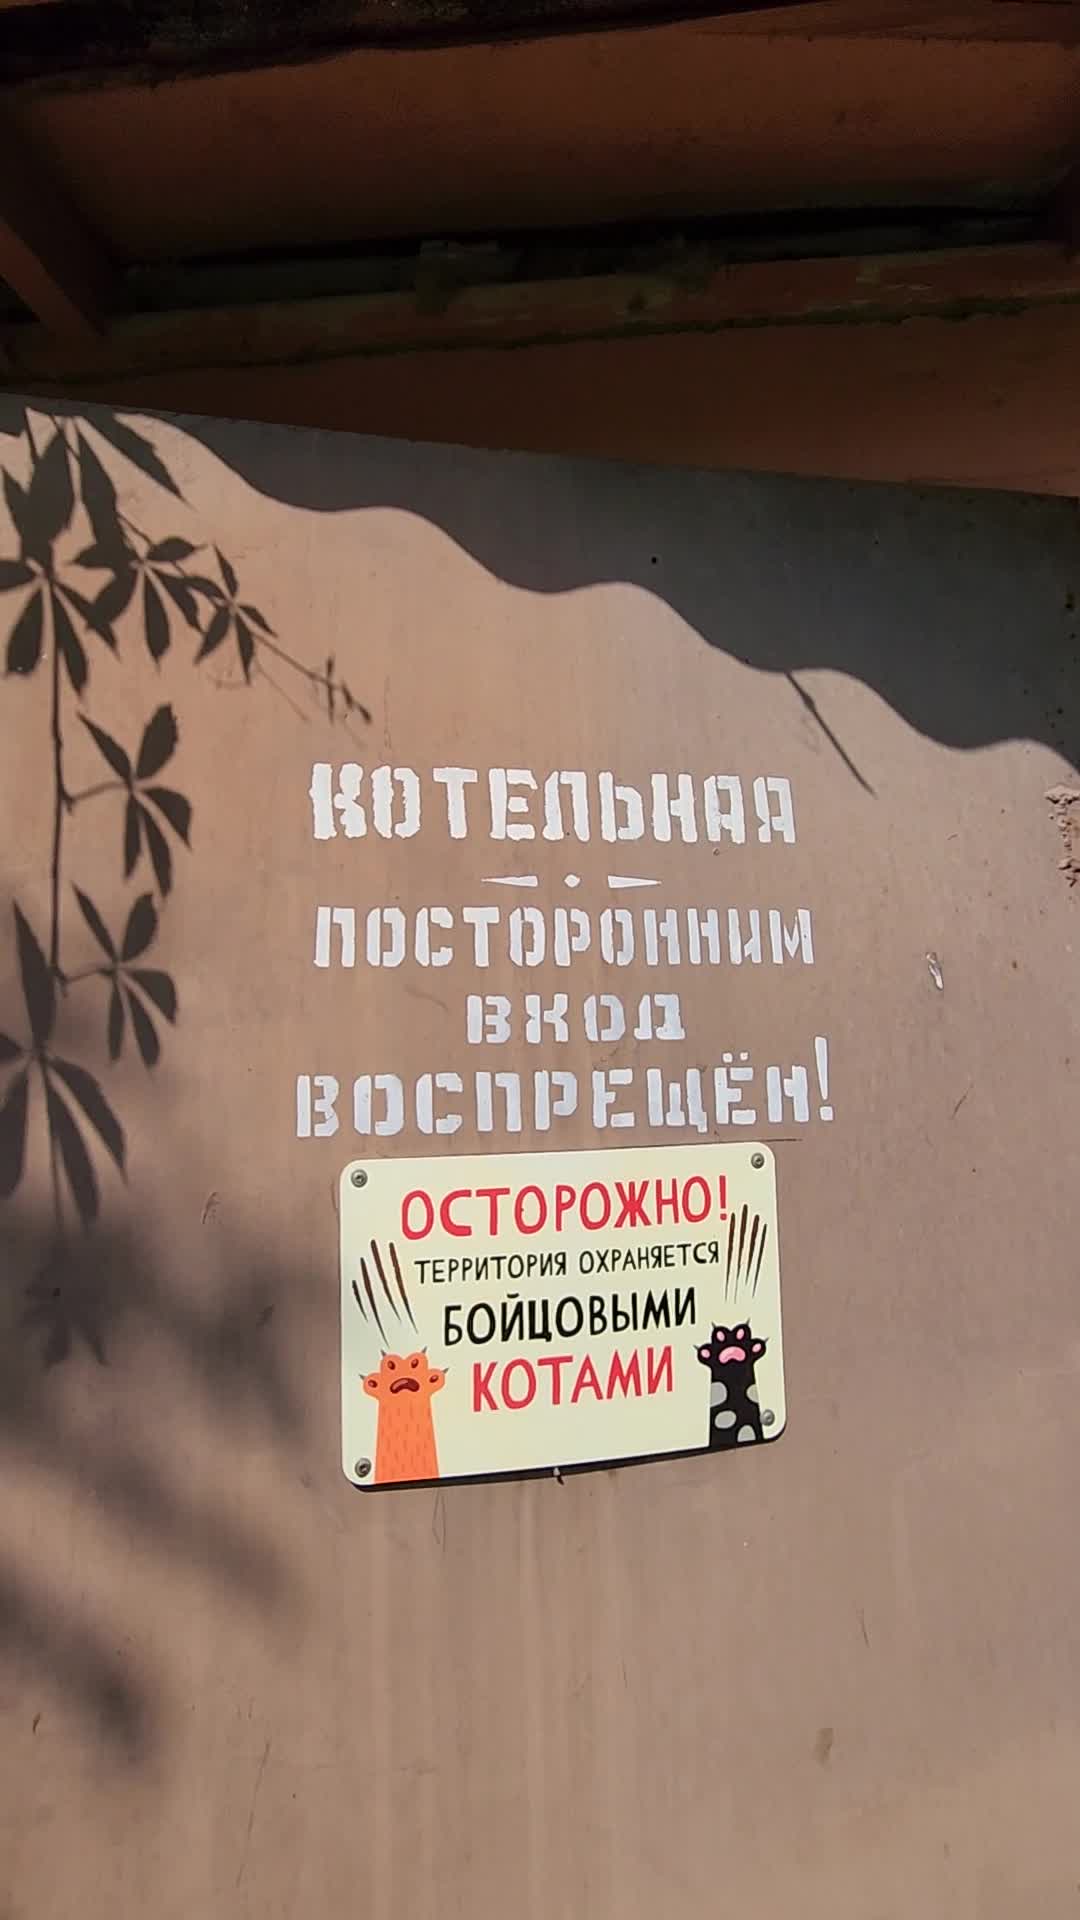 КОТЕЛЬНАЯ
ПОСТОРОННИМ
ВХОД
ВОСПРЕЩЁН!
ОСТОРОЖНО!
ТЕРРИТОРИЯ ОХРАНЯЕТСЯ
БОЙЦОВЫМИ
КОТАМИ